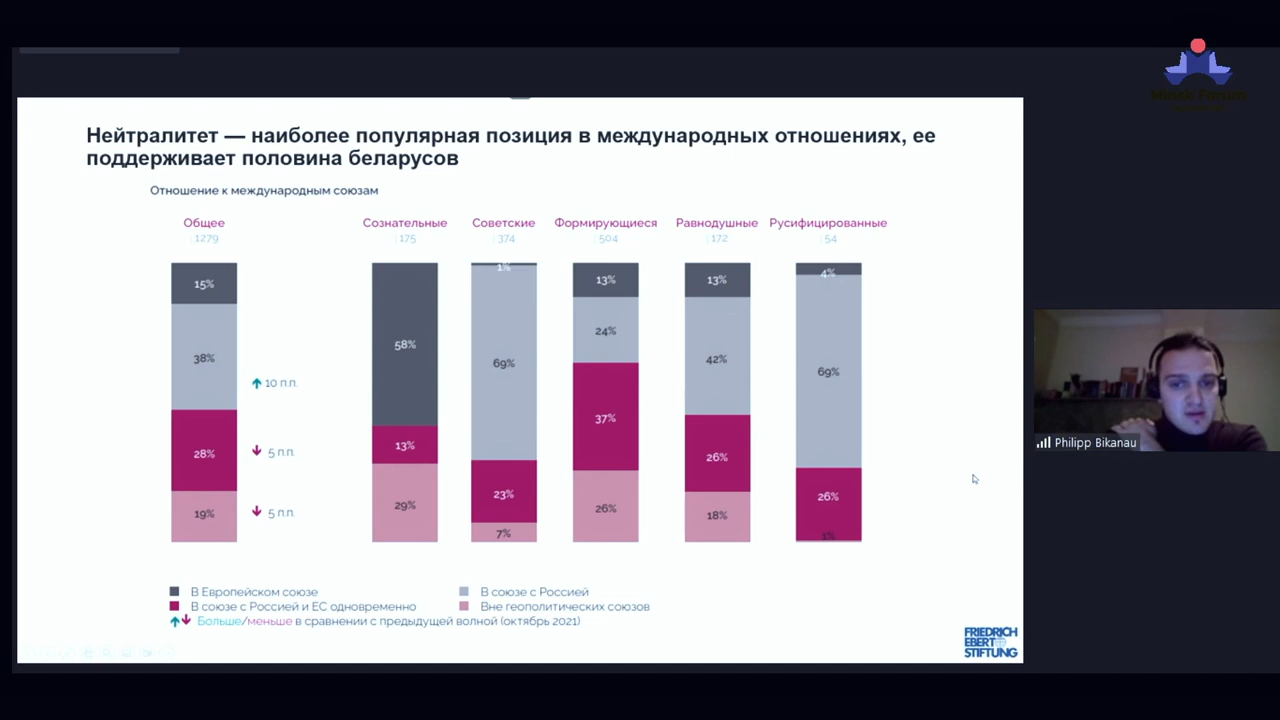 Minsk Forum
Нейтралитет — наиболее популярная позиция в международных отношениях, ее
поддерживает половина беларусов
Отношение к международным союзам
Общее Сознательные Советские Формирующиеся Равнодушные Русифицированные
1279 175 374 504 172 54
15% 58% 1% 13% 13% 4%
38% 69% 24% 42% 69%
10 п.п.
28% 13% 23% 37% 26% 26%
5 п.п.
19% 29% 7% 26% 18% 1%
5 п.п.
В Европейском союзе В союзе с Россией
В союзе с Россией и ЕС одновременно Вне геополитических союзов
Больше/меньше в сравнении с предыдущей волной (октябрь 2021)
FRIEDRICH
EBERT
STIFTUNG
Philipp Bikanau